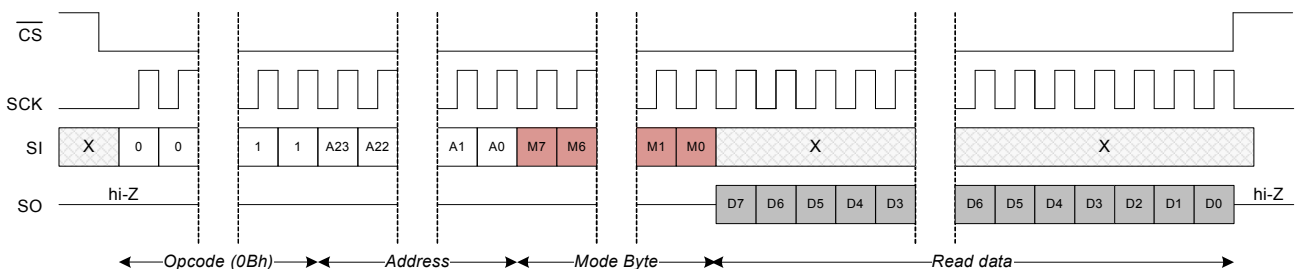 CS
SCK
SI X 0 0 1 1 A23 A22 A1 A0 M7 M6 M1 M0 X X
hi-Z hi-Z
SO D7 D6 D5 D4 D3 D6 D5 D4 D3 D2 D1 D0
Opcode (0Bh) Address Mode Byte Read data